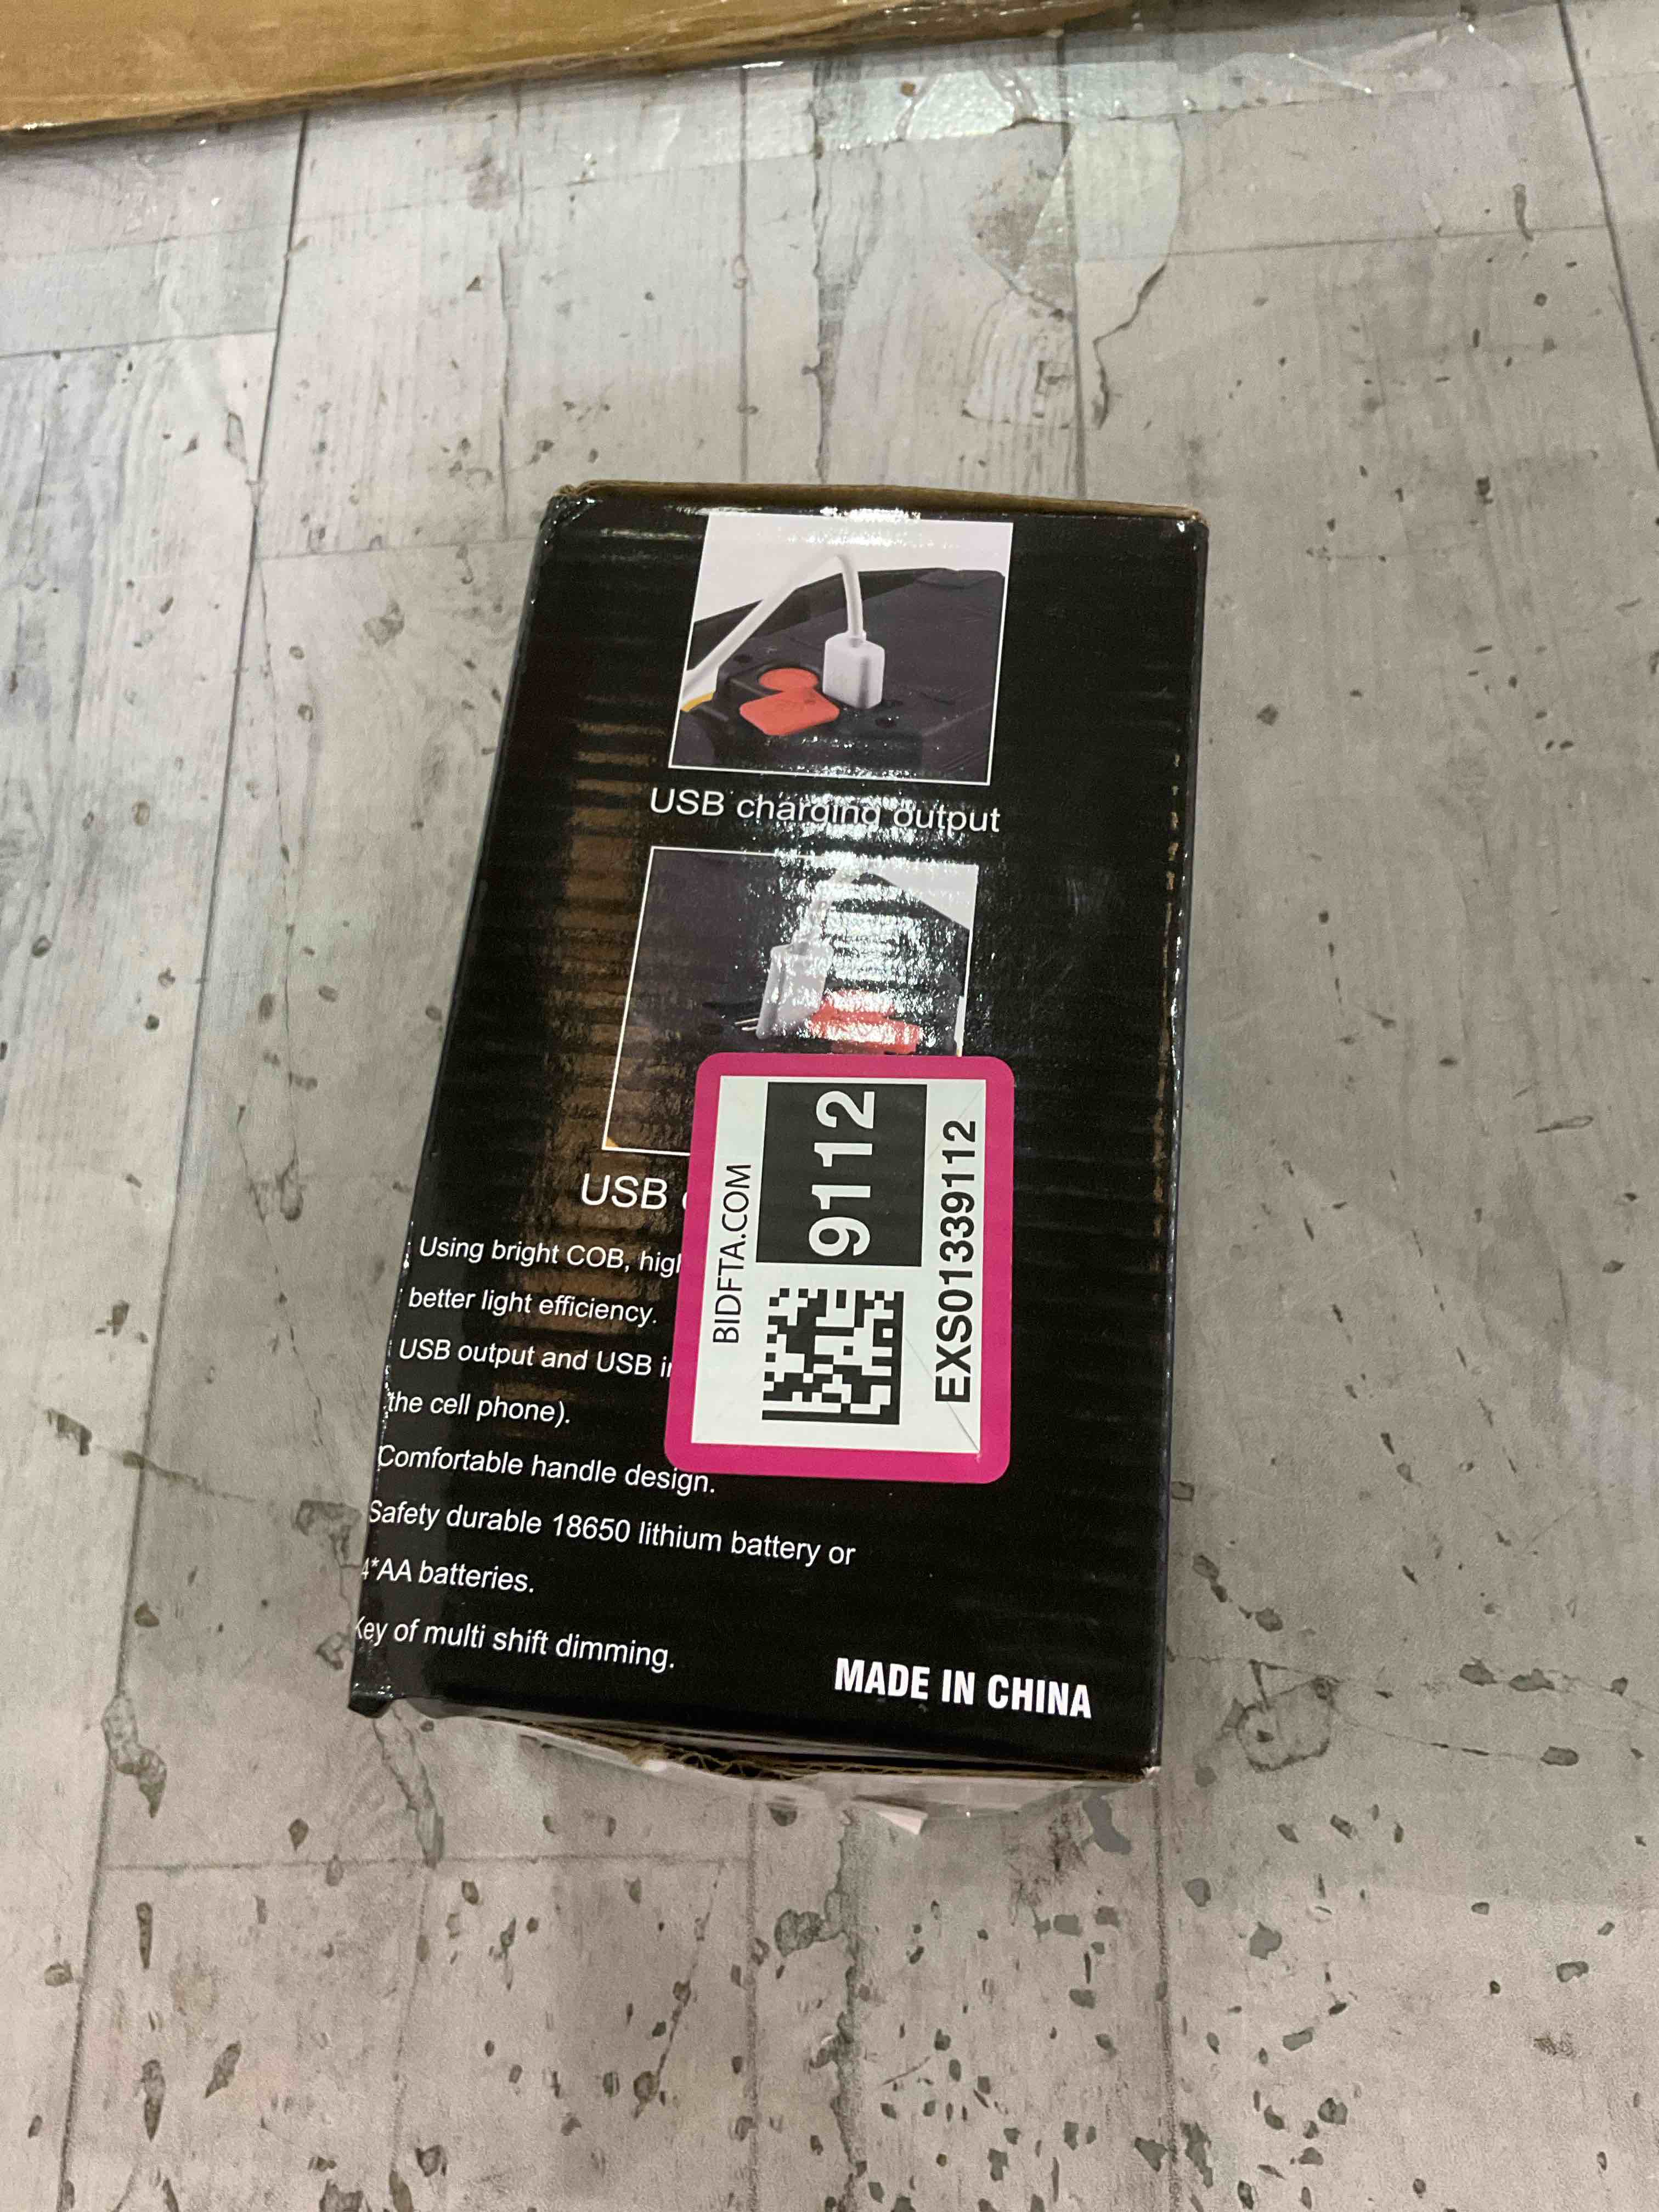 USB charging output
USB
Using bright COB,
better light efficiency.
USB output and USB
the cell phone).
Comfortable handle design.
Safety durable 18650 lithium battery or
4*AA batteries.
Key of multi shift dimming.
MADE IN CHINA
BIDFTA.COM
9112
EXS01339112